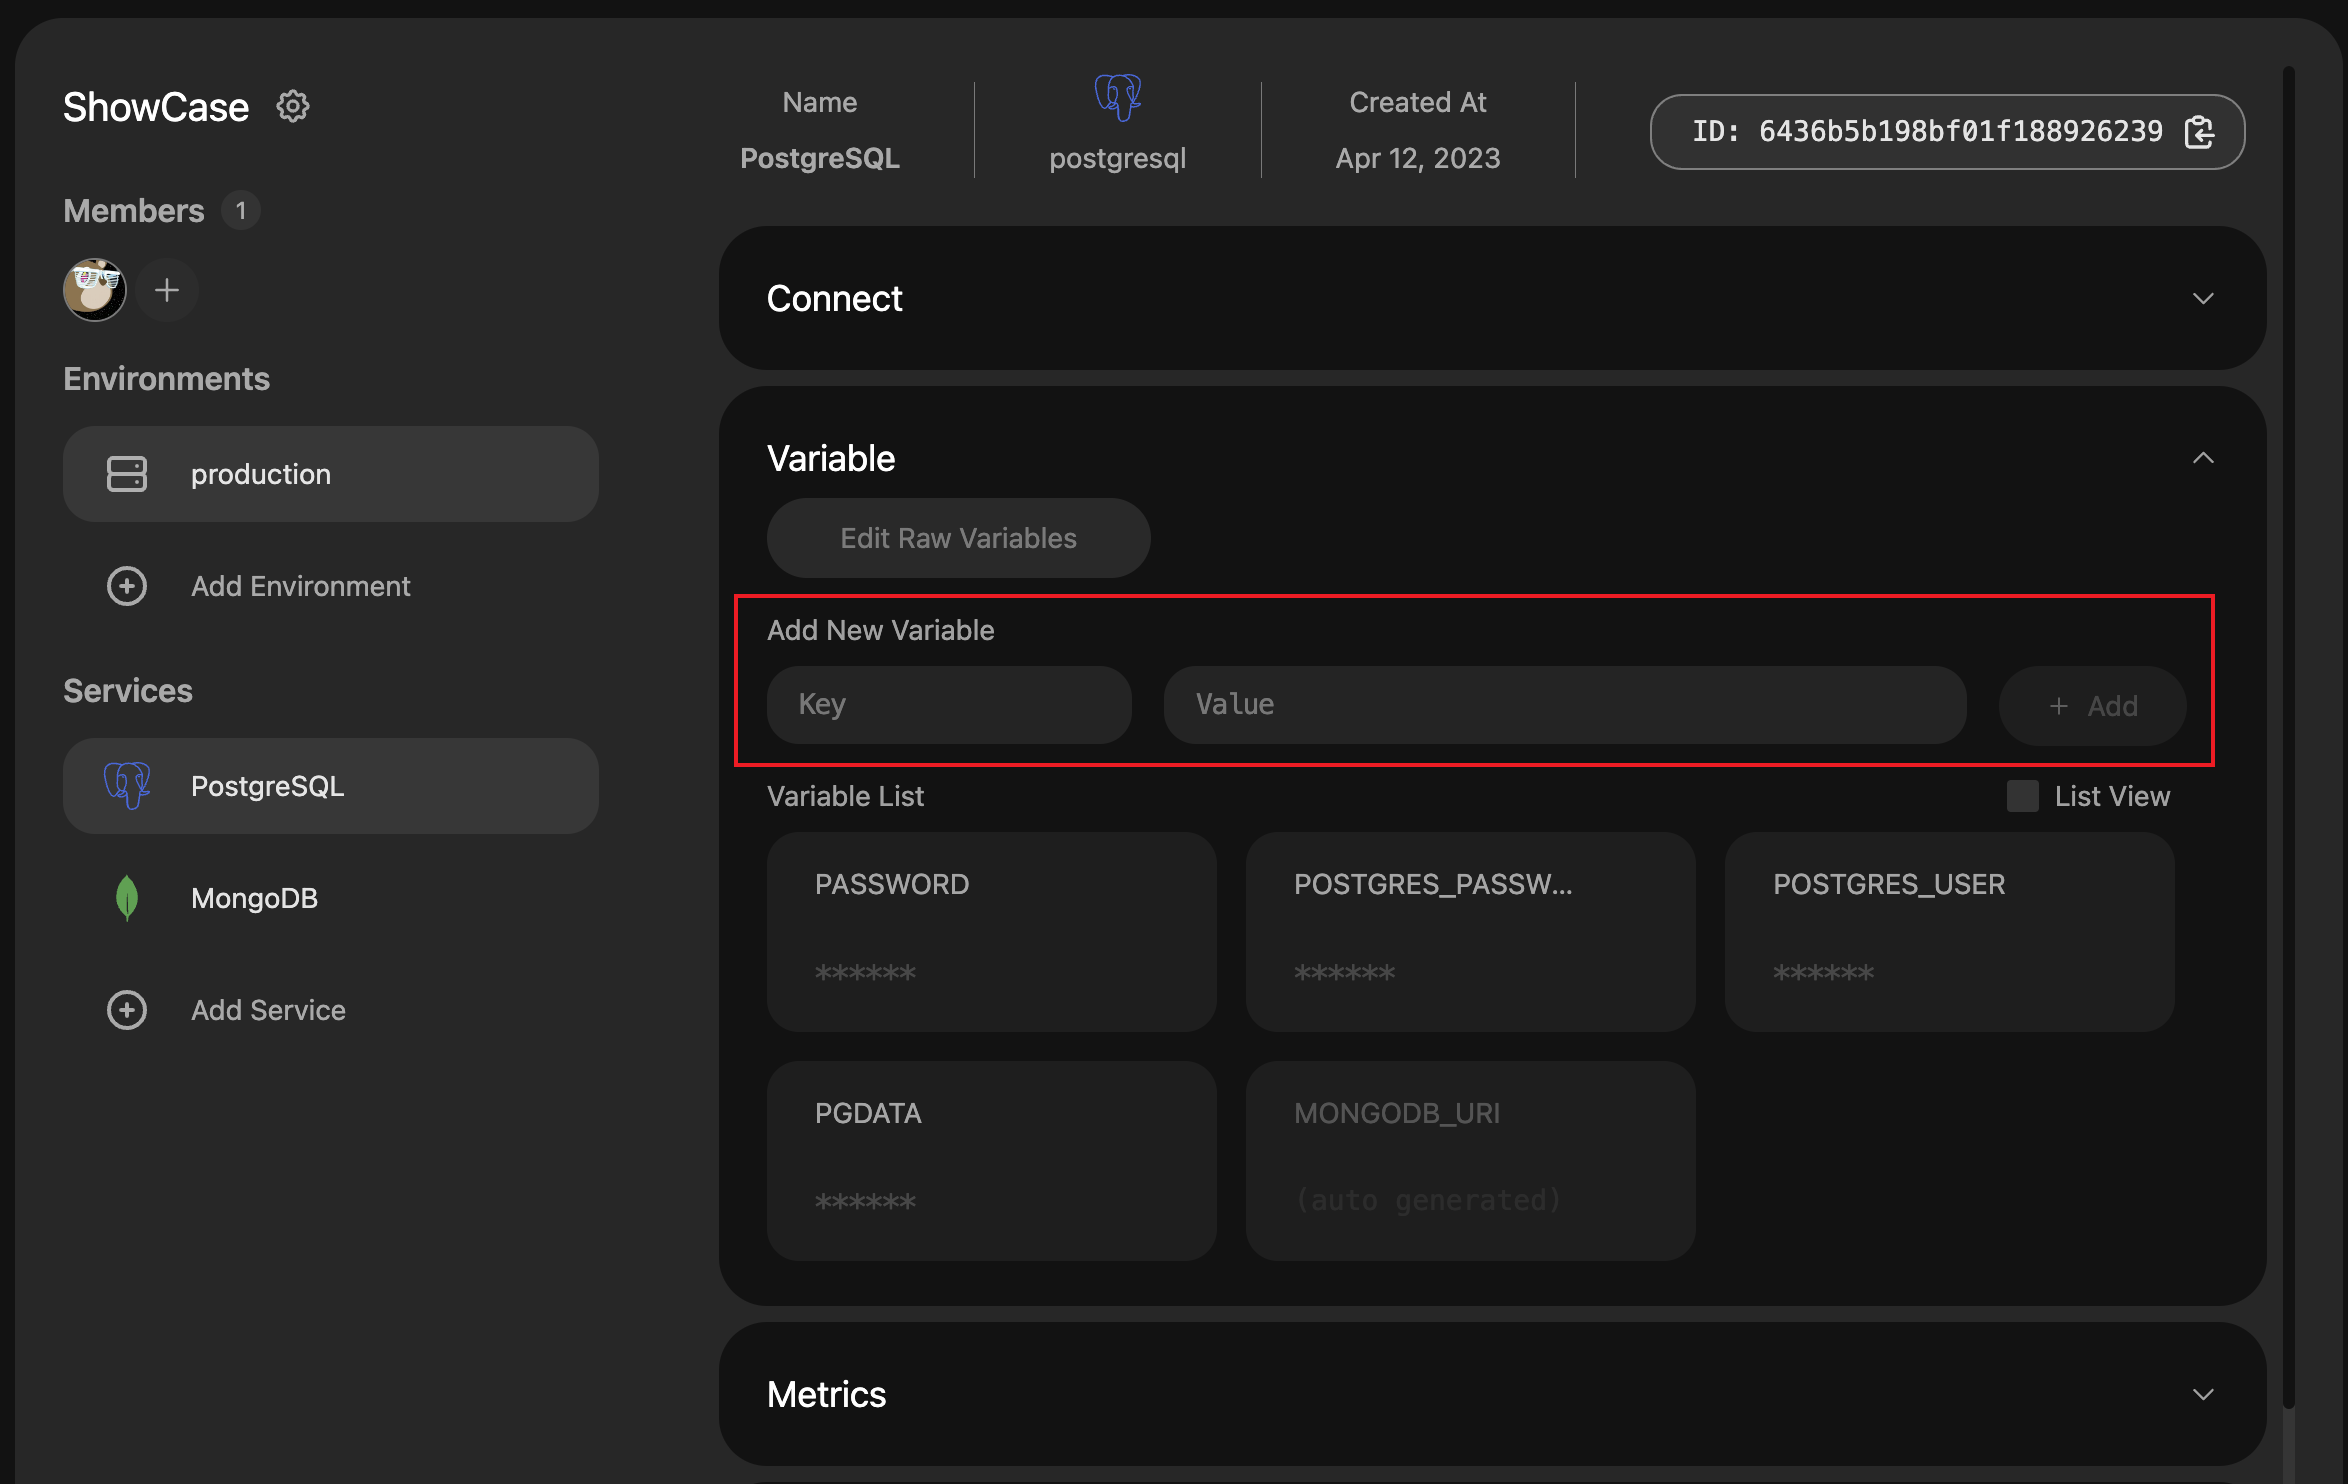 ShowCase
Members 1
Environments
production
Add Environment
Services
PostgreSQL
MongoDB
Add Service
Name
PostgreSQL
postgresql
Created At
Apr 12, 2023
ID: 6436b5b198bf01f188926239
Connect
Variable
Edit Raw Variables
Add New Variable
Key
Value
+ Add
Variable List
List View
PASSWORD
******
POSTGRES_PASSW...
******
POSTGRES_USER
******
PGDATA
******
MONGODB_URI
(auto generated)
Metrics